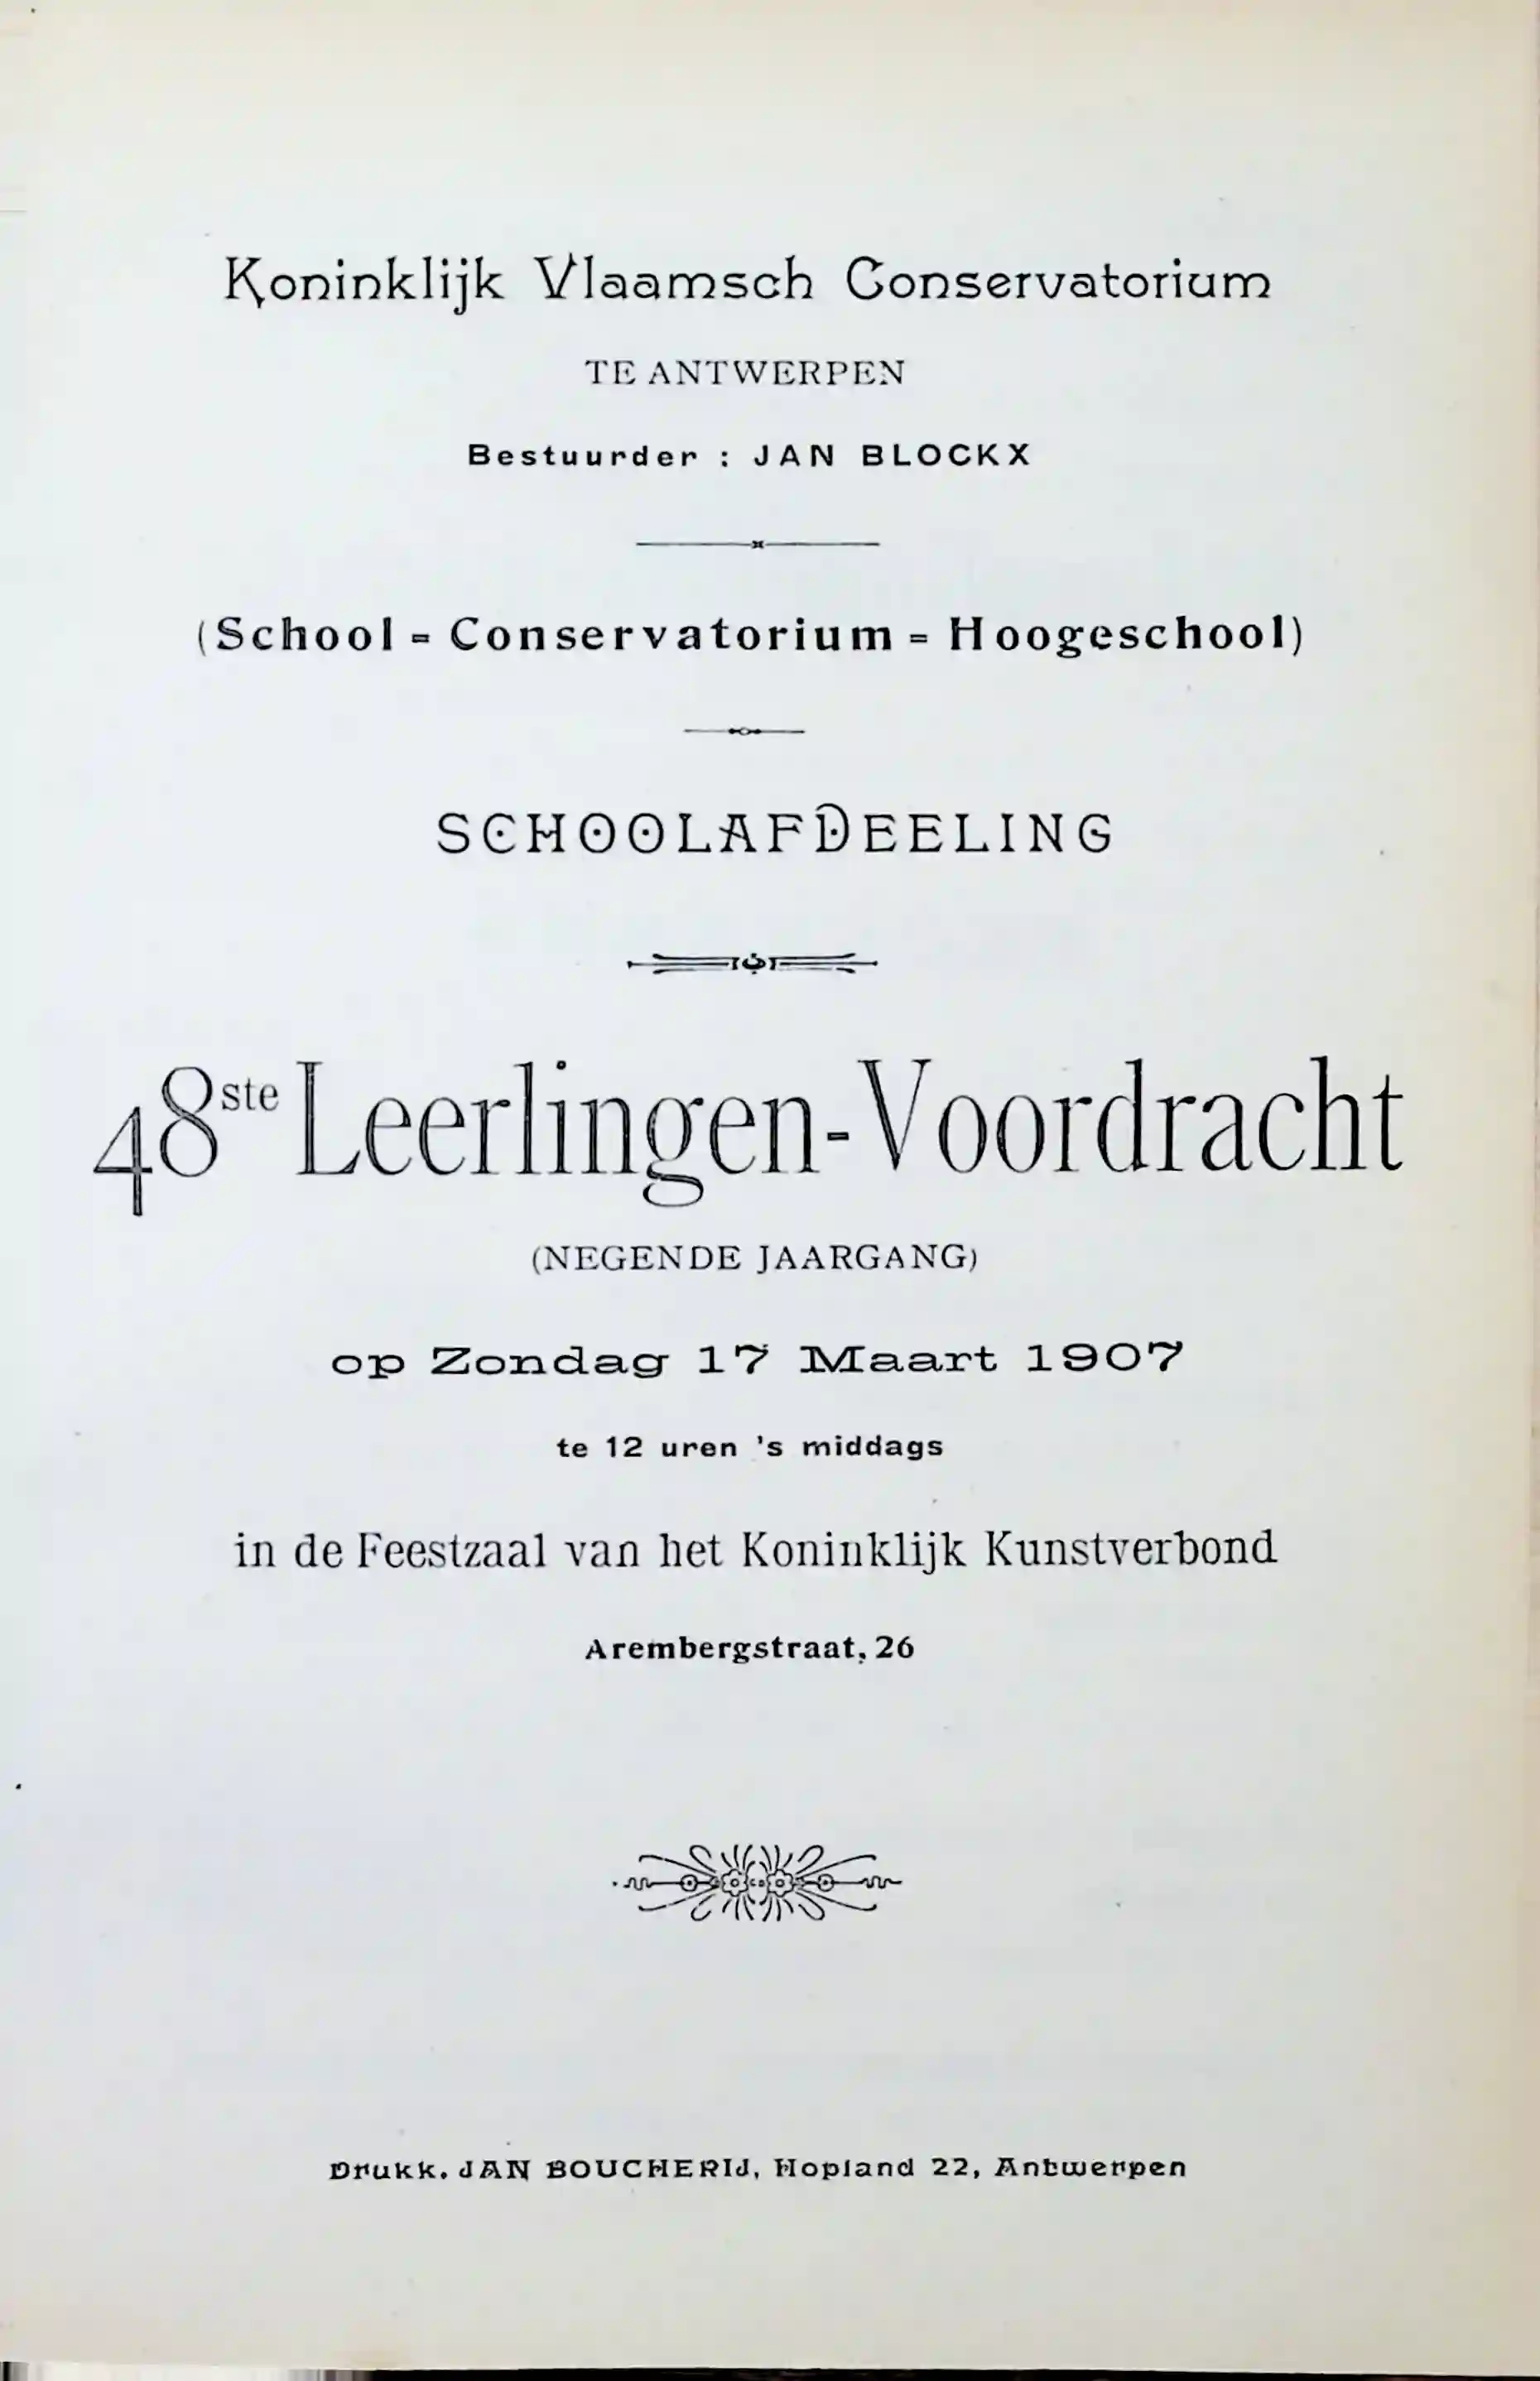 Koninklijk Vlaamsch Conservatorium
TE ANTWERPEN
Bestuurder : JAN BLOCKX
(School = Conservatorium = Hoogeschool)
SCHOOLAFDEELING
48ste Leerlingen-Voordracht
(NEGENDE JAARGANG)
op Zondag 17 Maart 1907
te 12 uren 's middags
in de Feestzaal van het Koninklijk Kunstverbond
Arembergstraat, 26
Drukk. JAN BOUCHERIJ, Hopland 22, Antwerpen